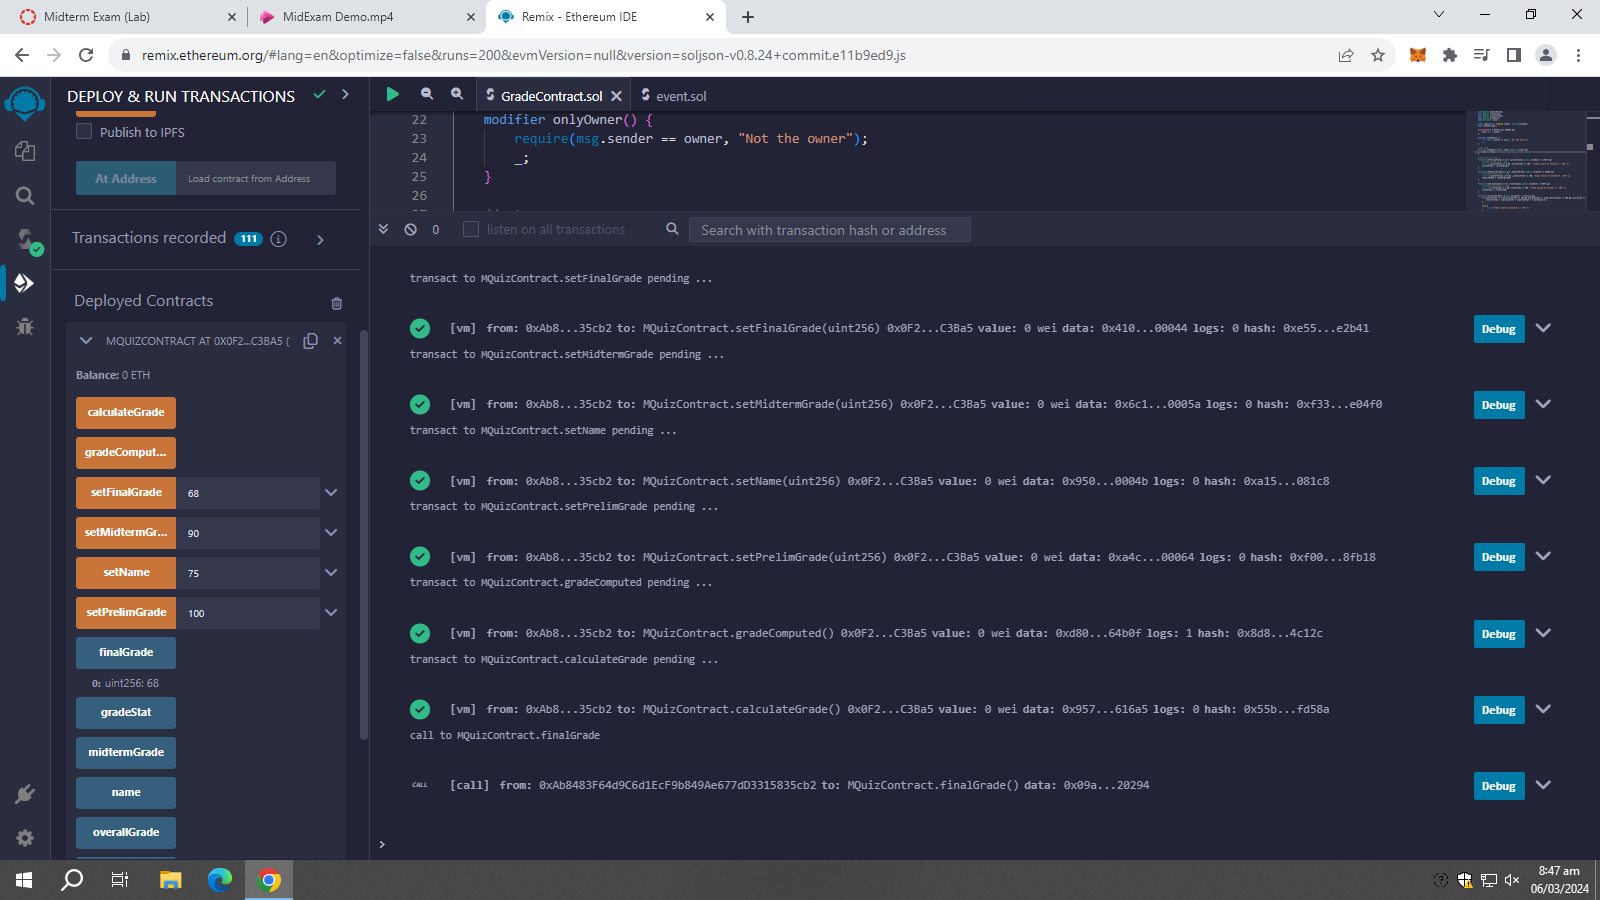 Midterm Exam (Lab)
MidExam Demo.mp4
Remix - Ethereum IDE
remix.ethereum.org/#lang=en&optimize=false&runs=200&evmVersion=null&version=soljson-v0.8.24+commit.e11b9ed9.js
DEPLOY & RUN TRANSACTIONS
Publish to IPFS
At Address
Load contract from Address
Transactions recorded 111 i
Deployed Contracts
MQUIZCONTRACT AT 0X0F2...C3BA5 (
Balance: 0 ETH
calculateGrade
gradeComput...
setFinalGrade 68
setMidtermGr... 90
setName 75
setPrelimGrade 100
finalGrade
0: uint256: 68
gradeStat
midtermGrade
name
overallGrade
GradeContract.sol
event.sol
22 modifier onlyOwner() {
23 require(msg.sender == owner, "Not the owner");
24 _;
25 }
26
0
listen on all transactions
Search with transaction hash or address
transact to MQuizContract.setFinalGrade pending ...
[vm] from: 0xAb8...35cb2 to: MQuizContract.setFinalGrade(uint256) 0x0F2...C3Ba5 value: 0 wei data: 0x410...00044 logs: 0 hash: 0xe55...e2b41
Debug
transact to MQuizContract.setMidtermGrade pending ...
[vm] from: 0xAb8...35cb2 to: MQuizContract.setMidtermGrade(uint256) 0x0F2...C3Ba5 value: 0 wei data: 0x6c1...0005a logs: 0 hash: 0xf33...e04f0
Debug
transact to MQuizContract.setName pending ...
[vm] from: 0xAb8...35cb2 to: MQuizContract.setName(uint256) 0x0F2...C3Ba5 value: 0 wei data: 0x950...0004b logs: 0 hash: 0xa15...081c8
Debug
transact to MQuizContract.setPrelimGrade pending ...
[vm] from: 0xAb8...35cb2 to: MQuizContract.setPrelimGrade(uint256) 0x0F2...C3Ba5 value: 0 wei data: 0xa4c...00064 logs: 0 hash: 0xf00...8fb18
Debug
transact to MQuizContract.gradeComputed pending ...
[vm] from: 0xAb8...35cb2 to: MQuizContract.gradeComputed() 0x0F2...C3Ba5 value: 0 wei data: 0xd80...64b0f logs: 1 hash: 0x8d8...4c12c
Debug
transact to MQuizContract.calculateGrade pending ...
[vm] from: 0xAb8...35cb2 to: MQuizContract.calculateGrade() 0x0F2...C3Ba5 value: 0 wei data: 0x957...616a5 logs: 0 hash: 0x55b...fd58a
Debug
call to MQuizContract.finalGrade
CALL [call] from: 0xAb8483F64d9C6d1EcF9b849Ae677dD3315835cb2 to: MQuizContract.finalGrade() data: 0x09a...20294
Debug
>
8:47 am
06/03/2024